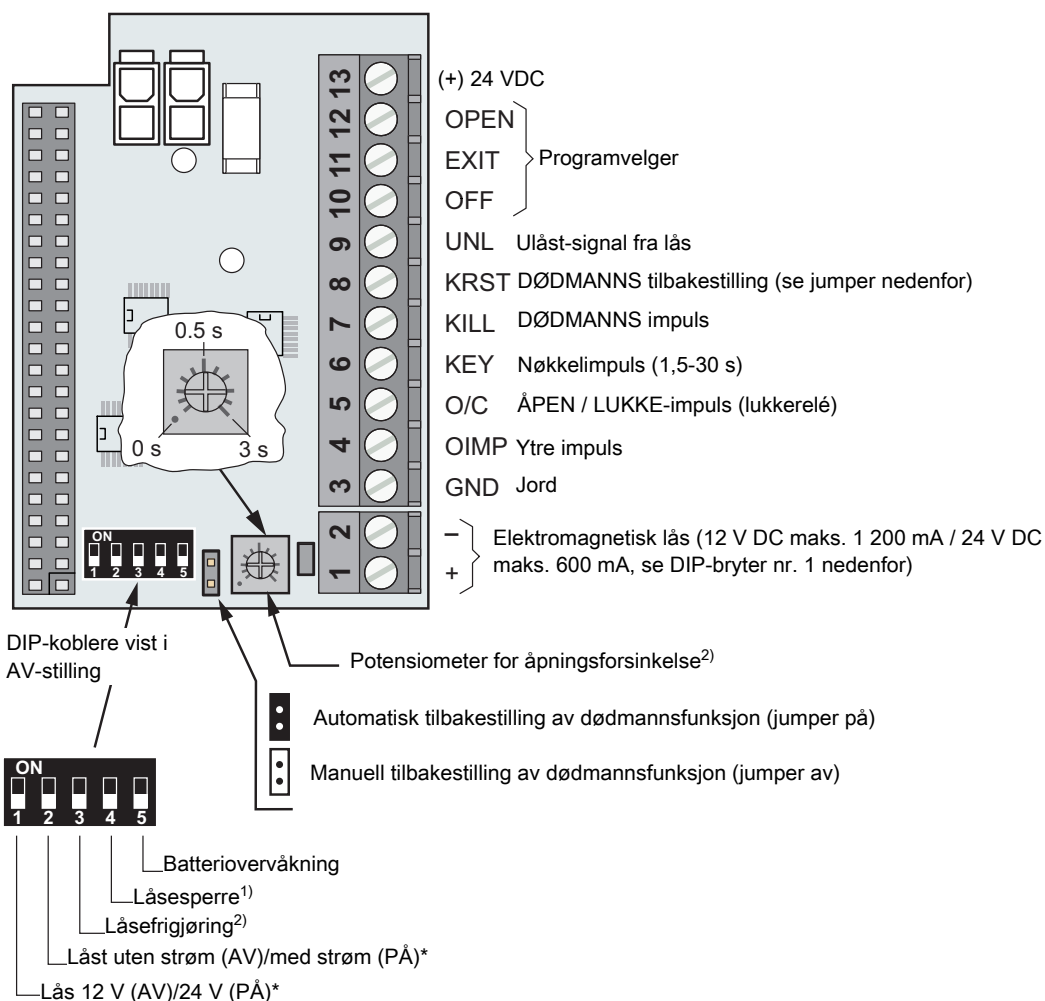 13 (+) 24 VDC
12 OPEN
11 EXIT
Programvelger
10 OFF
9 UNL Ulåst-signal fra lås
8 KRST DØDMANNS tilbakestilling (se jumper nedenfor)
7 KILL DØDMANNS impuls
6 KEY Nøkkelimpuls (1,5-30 s)
5 O/C ÅPEN / LUKKE-impuls (lukkerelé)
4 OIMP Ytre impuls
3 GND Jord
2 –
1 +
Elektromagnetisk lås (12 V DC maks. 1 200 mA / 24 V DC
maks. 600 mA, se DIP-bryter nr. 1 nedenfor)
0.5 s
0 s 3 s
ON
1 2 3 4 5
DIP-koblere vist i
AV-stilling
Potensiometer for åpningsforsinkelse2)
Automatisk tilbakestilling av dødmannsfunksjon (jumper på)
Manuell tilbakestilling av dødmannsfunksjon (jumper av)
ON
1 2 3 4 5
Batteriovervåkning
Låsesperre1)
Låsefrigjøring2)
Låst uten strøm (AV)/med strøm (PÅ)*
Lås 12 V (AV)/24 V (PÅ)*